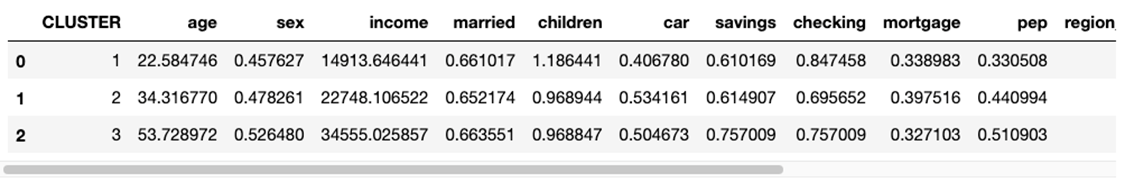 CLUSTER age sex income married children car savings checking mortgage pep region_
0 1 22.584746 0.457627 14913.646441 0.661017 1.186441 0.406780 0.610169 0.847458 0.338983 0.330508
1 2 34.316770 0.478261 22748.106522 0.652174 0.968944 0.534161 0.614907 0.695652 0.397516 0.440994
2 3 53.728972 0.526480 34555.025857 0.663551 0.968847 0.504673 0.757009 0.757009 0.327103 0.510903